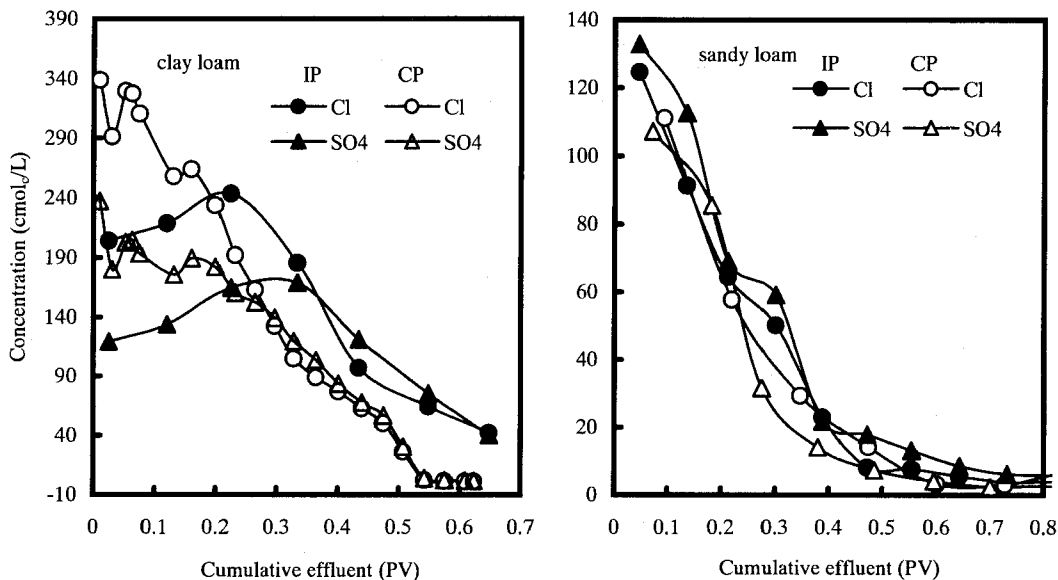 390
340
290
240
190
140
90
40
-10
Concentration (cmolc/L)
clay loam
IP CP
Cl Cl
SO4 SO4
0 0.1 0.2 0.3 0.4 0.5 0.6 0.7
Cumulative effluent (PV)
140
120
100
80
60
40
20
0
sandy loam
IP CP
Cl Cl
SO4 SO4
0 0.1 0.2 0.3 0.4 0.5 0.6 0.7 0.8
Cumulative effluent (PV)